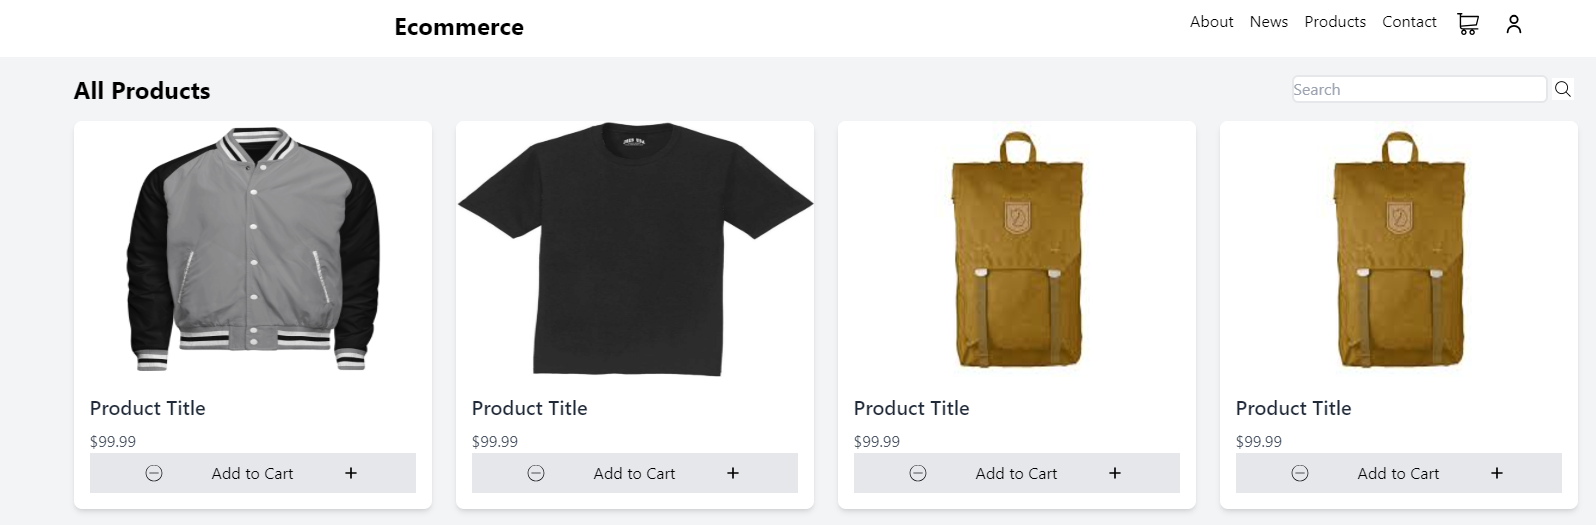 Ecommerce
About News Products Contact
All Products
Search
Product Title
$99.99
Add to Cart
Product Title
$99.99
Add to Cart
Product Title
$99.99
Add to Cart
Product Title
$99.99
Add to Cart